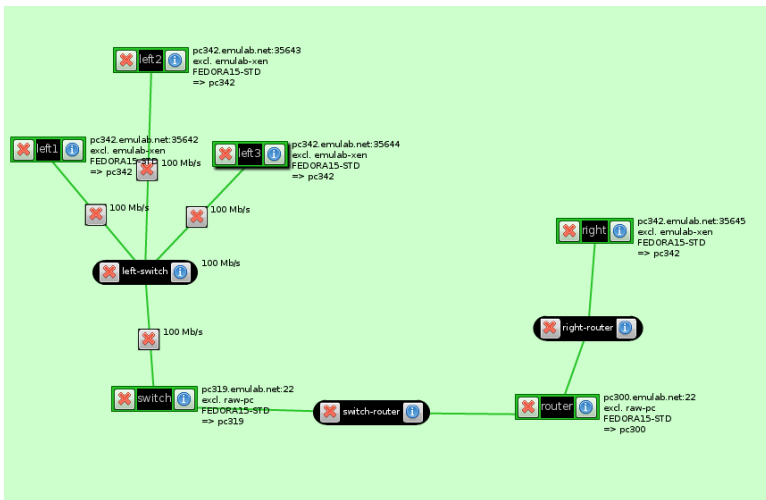 left2
pc342.emulab.net:35643
excl. emulab-xen
FEDORA15-STD
=> pc342
left1
pc342.emulab.net:35642
excl. emulab-xen
FEDORA15-STD
=> pc342
left3
pc342.emulab.net:35644
excl. emulab-xen
FEDORA15-STD
=> pc342
100 Mb/s
100 Mb/s
100 Mb/s
right
pc342.emulab.net:35645
excl. emulab-xen
FEDORA15-STD
=> pc342
left-switch
100 Mb/s
100 Mb/s
right-router
switch
pc319.emulab.net:22
excl. raw-pc
FEDORA15-STD
=> pc319
switch-router
router
pc300.emulab.net:22
excl. raw-pc
FEDORA15-STD
=> pc300